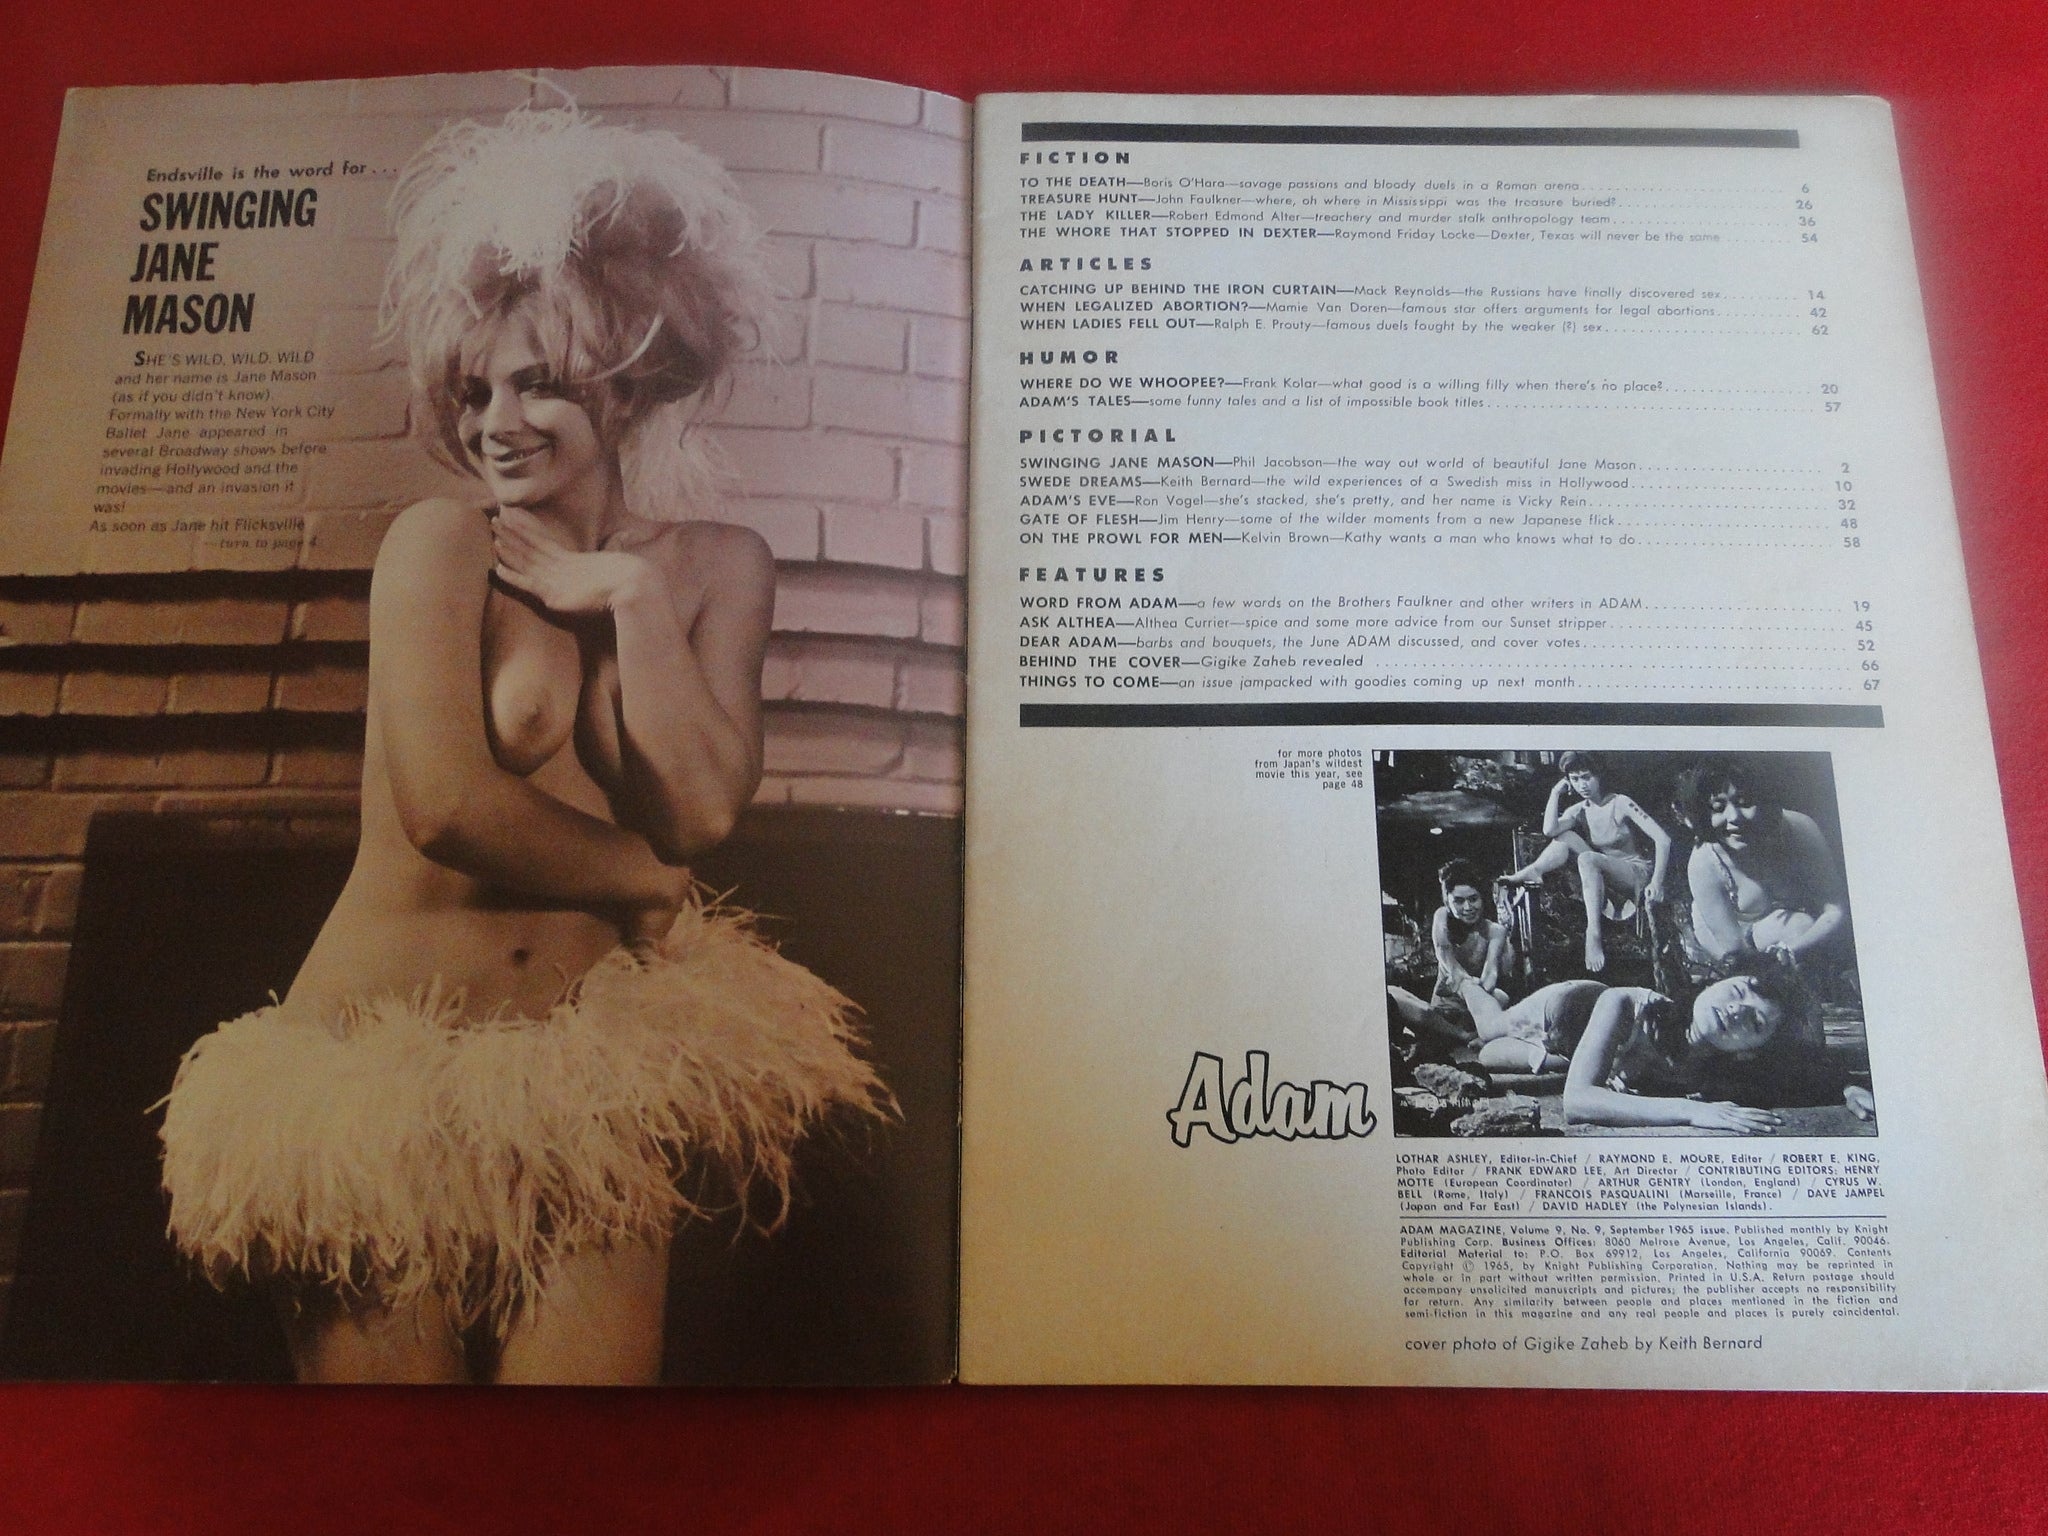 Endsville is the word for . . .
SWINGING
JANE
MASON
SHE'S WILD, WILD, WILD
and her name is Jane Mason
(as if you didn't know).
Formally with the New York City
Ballet Jane appeared in
several Broadway shows before
invading Hollywood and the
movies—and an invasion it
was!
As soon as Jane hit Flicksville
—turn to page 4
FICTION
TO THE DEATH—Boris O'Hara—savage passions and bloody duels in a Roman arena 6
TREASURE HUNT—John Faulkner—where, oh where in Mississippi was the treasure buried? 26
THE LADY KILLER—Robert Edmond Alter—treachery and murder stalk anthropology team 36
THE WHORE THAT STOPPED IN DEXTER—Raymond Friday Locke—Dexter, Texas will never be the same 54
ARTICLES
CATCHING UP BEHIND THE IRON CURTAIN—Mack Reynolds—the Russians have finally discovered sex 14
WHEN LEGALIZED ABORTION?—Mamie Van Doren—famous star offers arguments for legal abortions 42
WHEN LADIES FELL OUT—Ralph E. Prouty—famous duels fought by the weaker (?) sex 62
HUMOR
WHERE DO WE WHOOPEE?—Frank Kolar—what good is a willing filly when there's no place? 20
ADAM'S TALES—some funny tales and a list of impossible book titles 57
PICTORIAL
SWINGING JANE MASON—Phil Jacobson—the way out world of beautiful Jane Mason 2
SWEDE DREAMS—Keith Bernard—the wild experiences of a Swedish miss in Hollywood 10
ADAM'S EVE—Ron Vogel—she's stacked, she's pretty, and her name is Vicky Rein 32
GATE OF FLESH—Jim Henry—some of the wilder moments from a new Japanese flick 48
ON THE PROWL FOR MEN—Kelvin Brown—Kathy wants a man who knows what to do 58
FEATURES
WORD FROM ADAM—a few words on the Brothers Faulkner and other writers in ADAM 19
ASK ALTHEA—Althea Currier—spice and some more advice from our Sunset stripper 45
DEAR ADAM—barbs and bouquets, the June ADAM discussed, and cover votes 52
BEHIND THE COVER—Gigike Zaheb revealed 66
THINGS TO COME—an issue jampacked with goodies coming up next month 67
for more photos
from Japan's wildest
movie this year, see
page 48
Adam
LOTHAR ASHLEY, Editor-in-Chief / RAYMOND E. MOORE, Editor / ROBERT E. KING,
Photo Editor / FRANK EDWARD LEE, Art Director / CONTRIBUTING EDITORS: HENRY
MOTTE (European Coordinator) / ARTHUR GENTRY (London, England) / CYRUS W.
BELL (Rome, Italy) / FRANCOIS PASQUALINI (Marseille, France) / DAVE JAMPEL
(Japan and Far East) / DAVID HADLEY (the Polynesian Islands).
ADAM MAGAZINE, Volume 9, No. 9, September 1965 issue. Published monthly by Knight
Publishing Corp. Business Offices: 8060 Melrose Avenue, Los Angeles, Calif. 90046.
Editorial Material to: P.O. Box 69912, Los Angeles, California 90069. Contents
Copyright © 1965, by Knight Publishing Corporation. Nothing may be reprinted in
whole or in part without written permission. Printed in U.S.A. Return postage should
accompany unsolicited manuscripts and pictures; the publisher accepts no responsibility
for return. Any similarity between people and places mentioned in the fiction and
semi-fiction in this magazine and any real people and places is purely coincidental.
cover photo of Gigike Zaheb by Keith Bernard